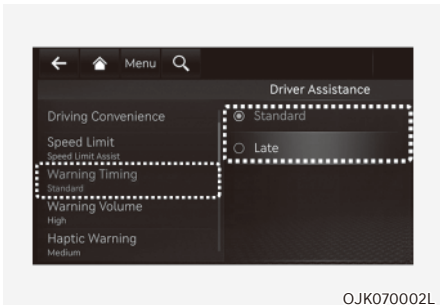 Menu
Driver Assistance
Driving Convenience
Speed Limit
Speed Limit Assist
Warning Timing
Standard
Warning Volume
High
Haptic Warning
Medium
Standard
Late
OJK070002L